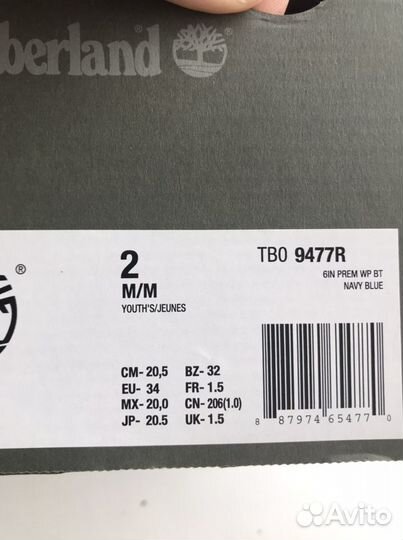 berland
®
2
M/M
YOUTH'S/JEUNES
TBO 9477R
6IN PREM WP BT
NAVY BLUE
CM- 20,5 BZ- 32
EU- 34 FR- 1.5
MX- 20,0 CN- 206(1.0)
JP- 20.5 UK- 1.5
8 87974 65477 0
Avito